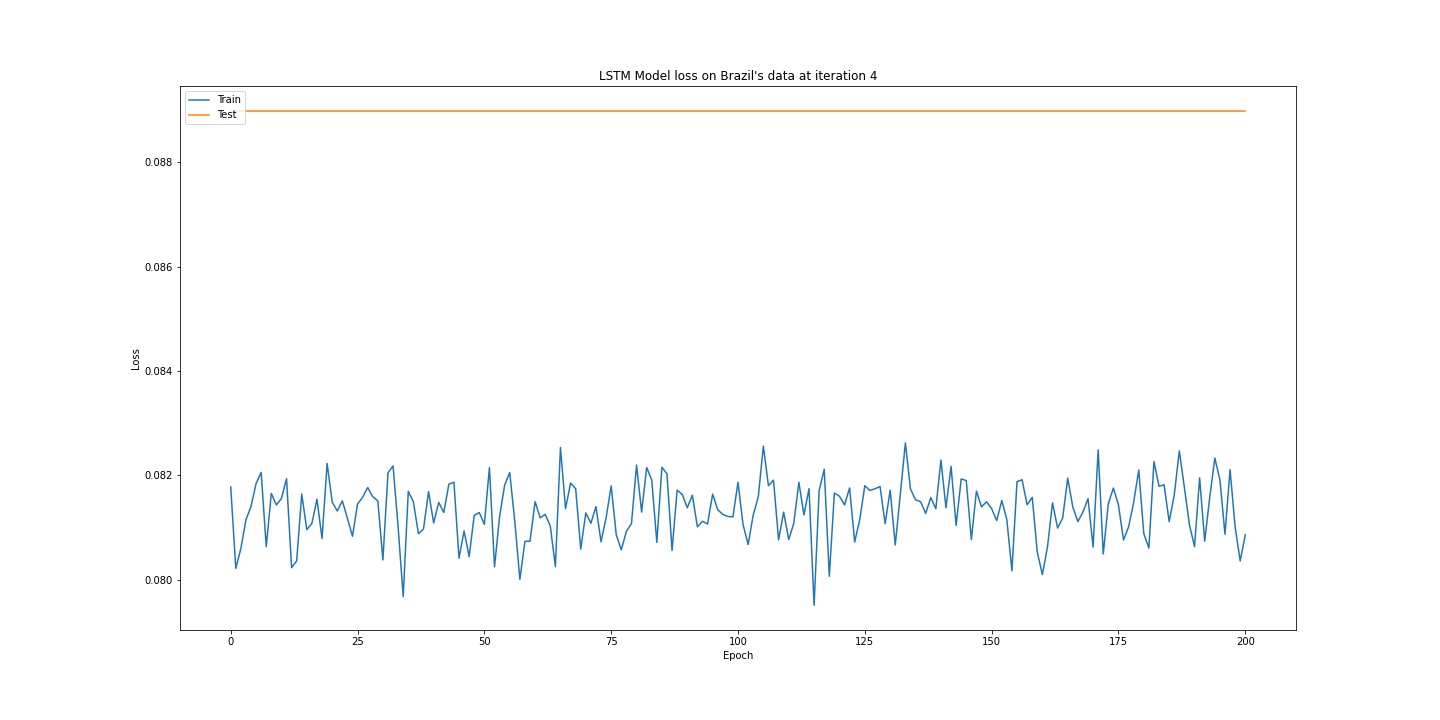 LSTM Model loss on Brazil's data at iteration 4
Train
Test
0.088
0.086
0.084
0.082
0.080
Loss
0 25 50 75 100 125 150 175 200
Epoch